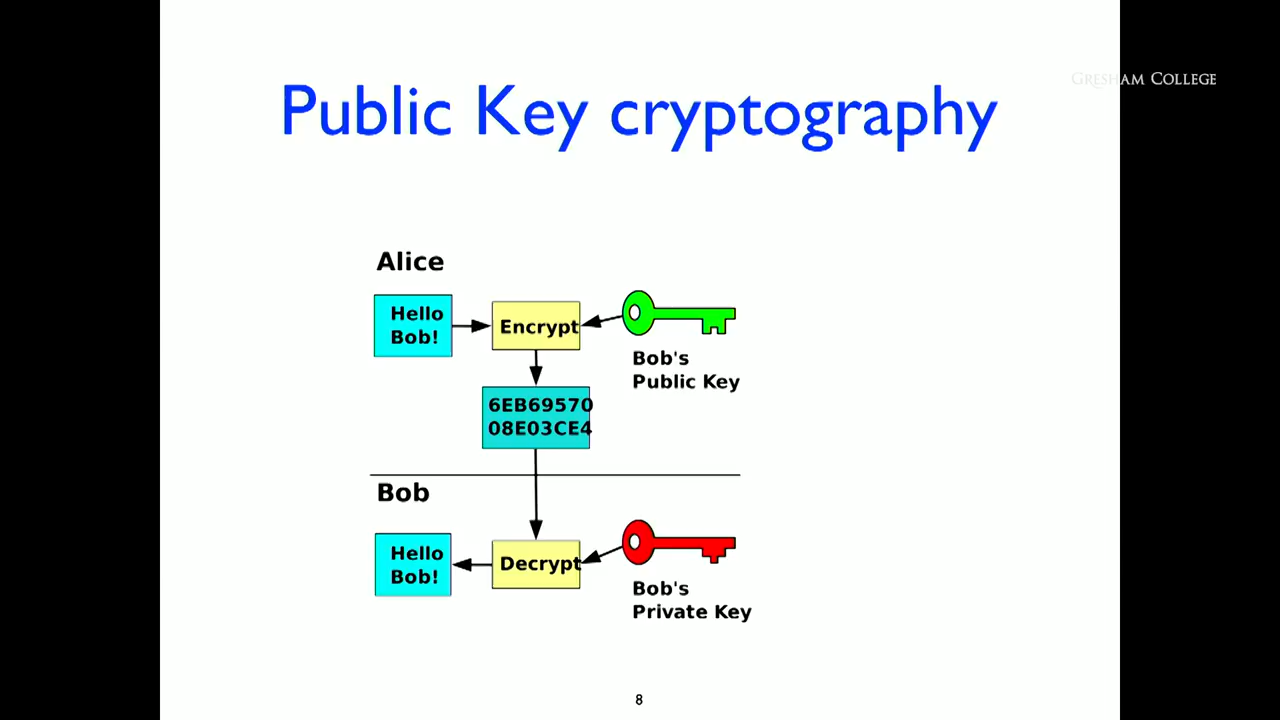 GRESHAM COLLEGE
Public Key cryptography
Alice
Hello
Bob!
Encrypt
Bob's
Public Key
6EB69570
08E03CE4
Bob
Hello
Bob!
Decrypt
Bob's
Private Key
8